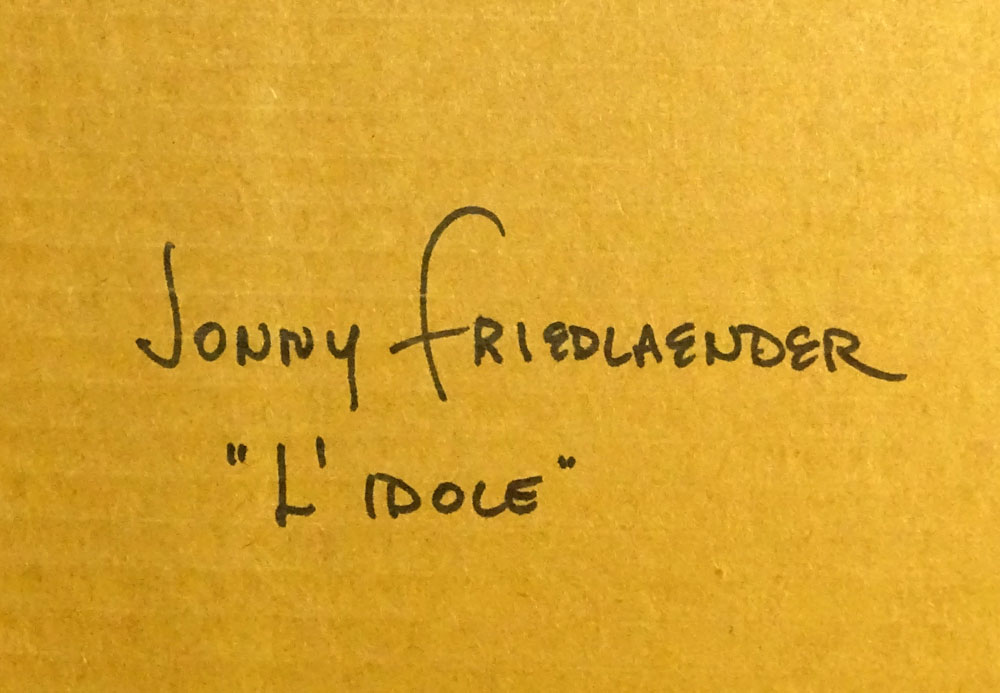 Jonny Friedlaender
"L' idole"